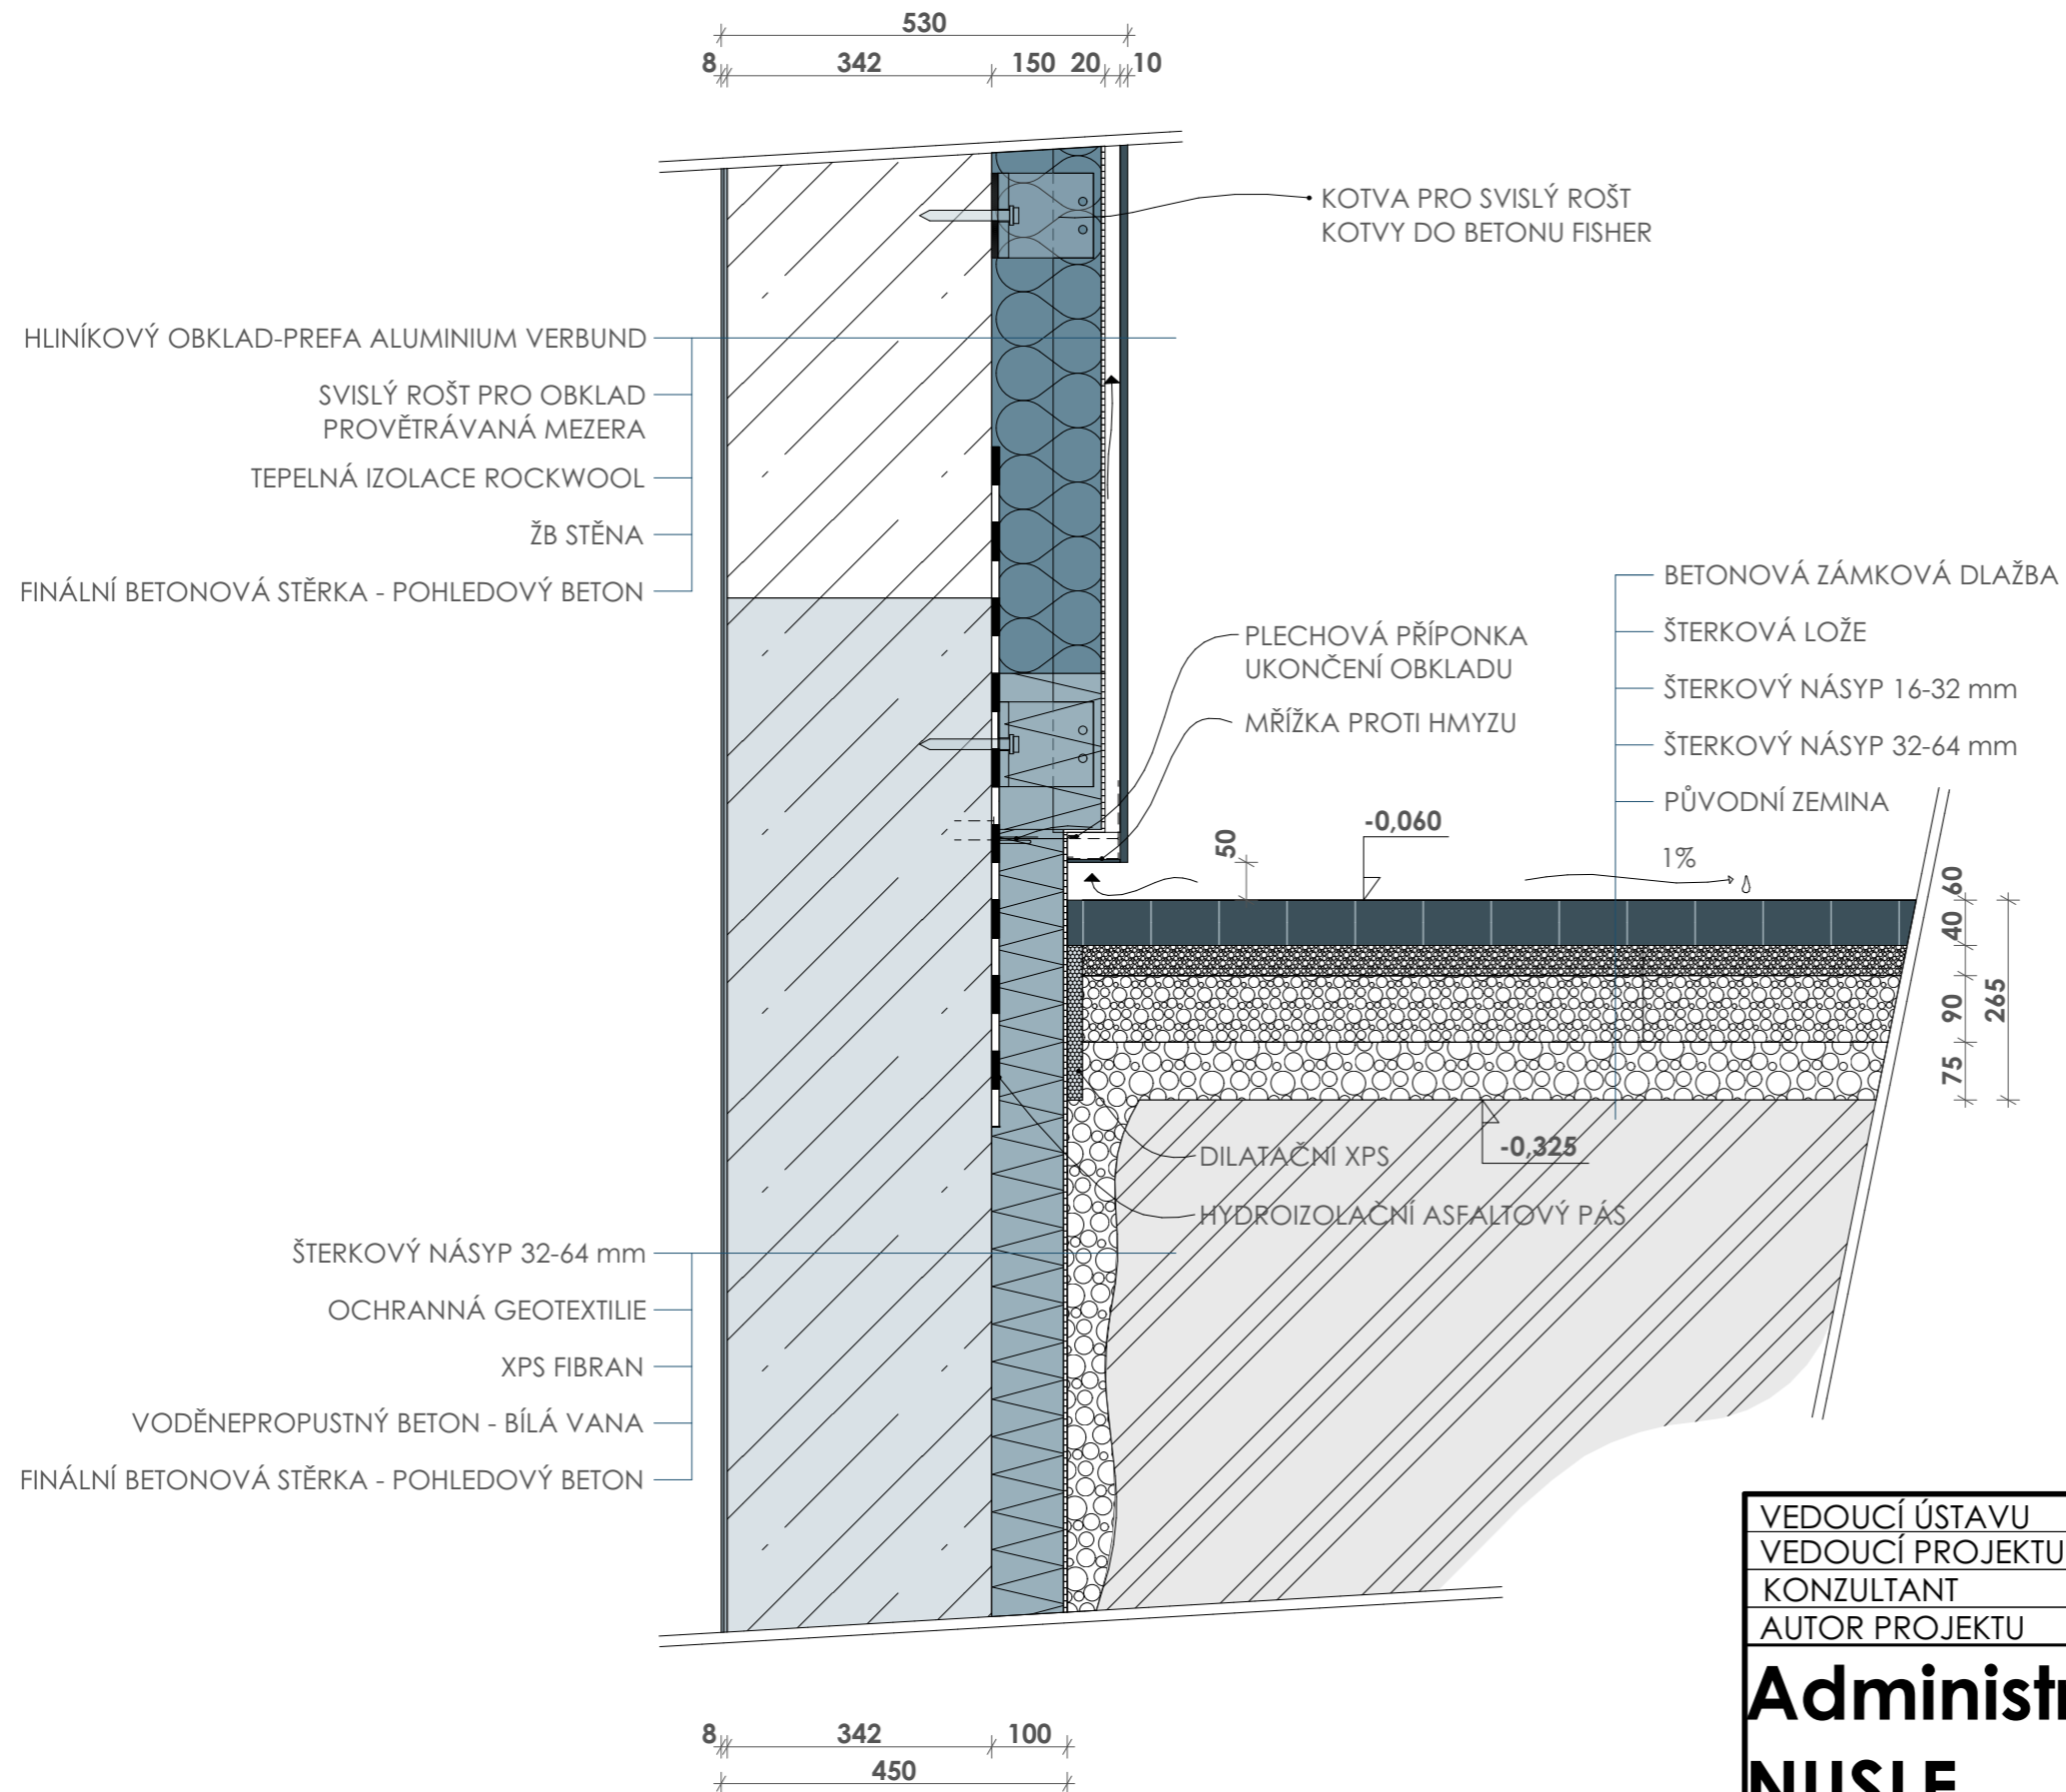 530
8 342 150 20 10
KOTVA PRO SVISLÝ ROŠT
KOTVY DO BETONU FISHER
HLINÍKOVÝ OBKLAD-PREFA ALUMINIUM VERBUND
SVISLÝ ROŠT PRO OBKLAD
PROVĚTRÁVANÁ MEZERA
TEPELNÁ IZOLACE ROCKWOOL
ŽB STĚNA
FINÁLNÍ BETONOVÁ STĚRKA - POHLEDOVÝ BETON
PLECHOVÁ PŘÍPONKA
UKONČENÍ OBKLADU
MŘÍŽKA PROTI HMYZU
BETONOVÁ ZÁMKOVÁ DLAŽBA
ŠTERKOVÁ LOŽE
ŠTERKOVÝ NÁSYP 16-32 mm
ŠTERKOVÝ NÁSYP 32-64 mm
PŮVODNÍ ZEMINA
-0,060
50
1%
60
40
90
75
265
DILATAČNÍ XPS
-0,325
HYDROIZOLAČNÍ ASFALTOVÝ PÁS
ŠTERKOVÝ NÁSYP 32-64 mm
OCHRANNÁ GEOTEXTILIE
XPS FIBRAN
VODĚNEPROPUSTNÝ BETON - BÍLÁ VANA
FINÁLNÍ BETONOVÁ STĚRKA - POHLEDOVÝ BETON
VEDOUCÍ ÚSTAVU
VEDOUCÍ PROJEKTU
KONZULTANT
AUTOR PROJEKTU
Administr
NUSLE
8 342 100
450